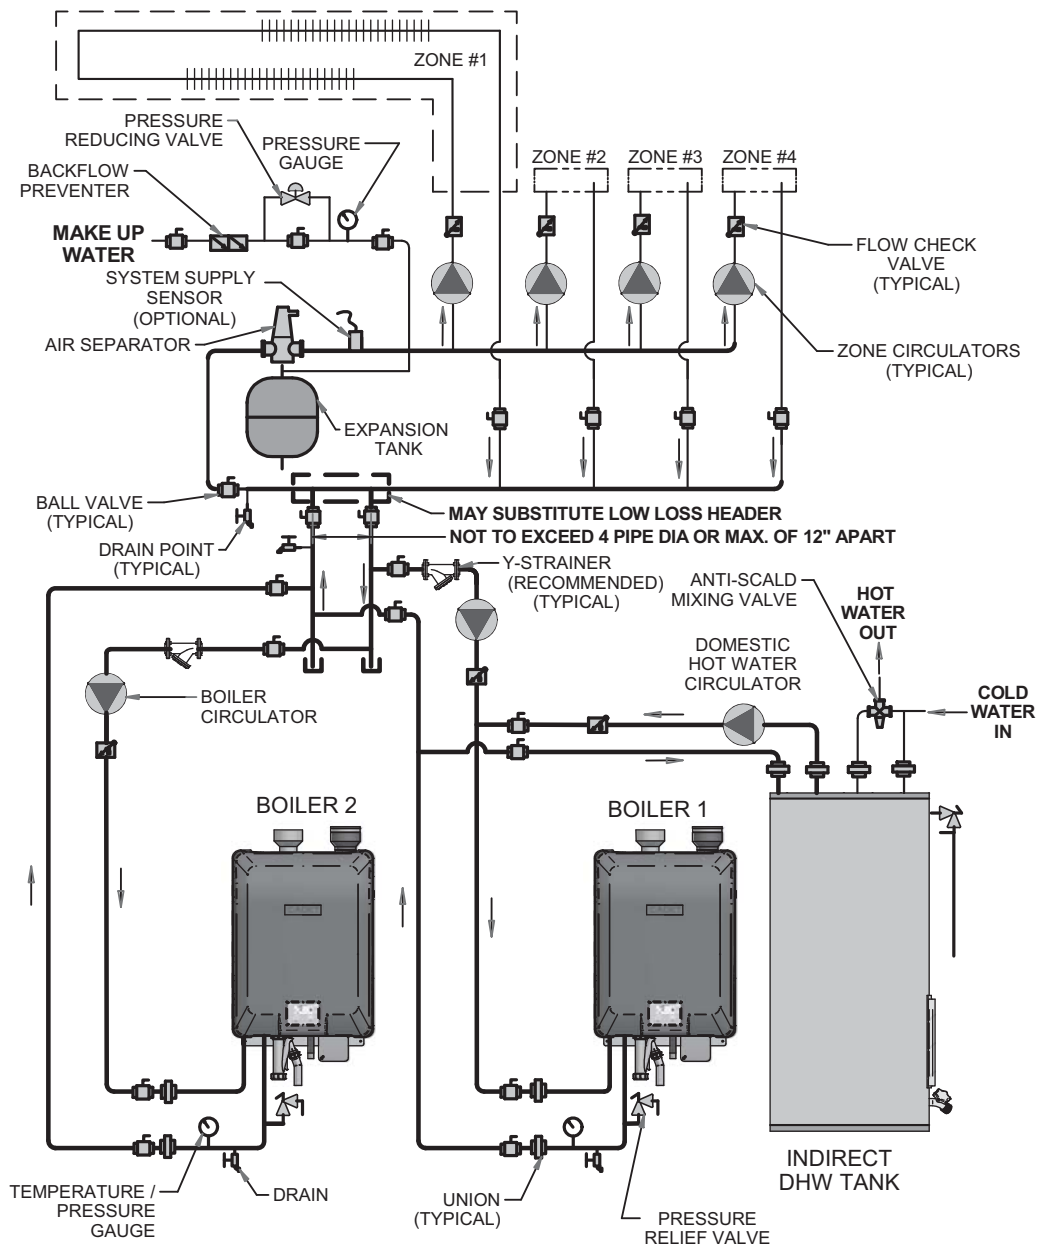 ZONE #1
PRESSURE
REDUCING VALVE
PRESSURE
GAUGE
BACKFLOW
PREVENTER
ZONE #2
ZONE #3
ZONE #4
MAKE UP
WATER
FLOW CHECK
VALVE
(TYPICAL)
SYSTEM SUPPLY
SENSOR
(OPTIONAL)
AIR SEPARATOR
ZONE CIRCULATORS
(TYPICAL)
EXPANSION
TANK
BALL VALVE
(TYPICAL)
MAY SUBSTITUTE LOW LOSS HEADER
NOT TO EXCEED 4 PIPE DIA OR MAX. OF 12" APART
DRAIN POINT
(TYPICAL)
Y-STRAINER
(RECOMMENDED)
(TYPICAL)
ANTI-SCALD
MIXING VALVE
HOT
WATER
OUT
DOMESTIC
HOT WATER
CIRCULATOR
BOILER
CIRCULATOR
COLD
WATER
IN
BOILER 2
BOILER 1
INDIRECT
DHW TANK
TEMPERATURE /
PRESSURE
GAUGE
DRAIN
UNION
(TYPICAL)
PRESSURE
RELIEF VALVE